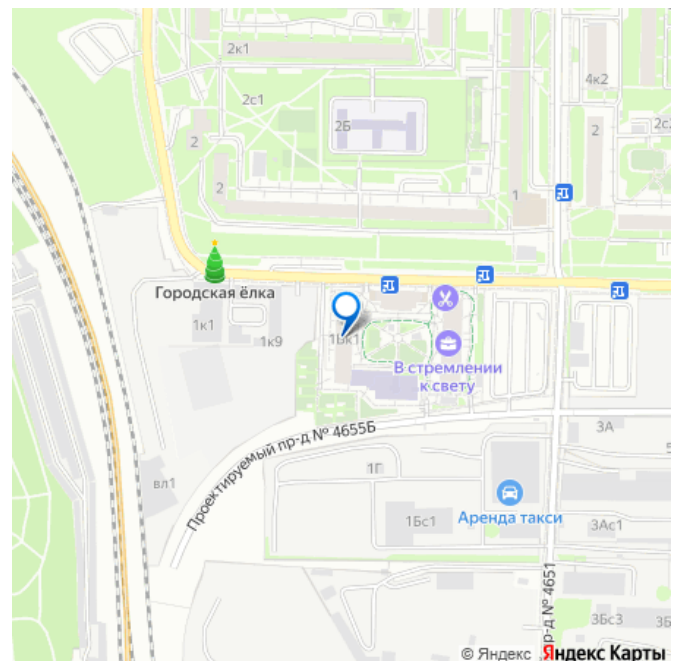 2к1
4к2
2с1
2Б
2
2с
2
2
1
Городская ёлка
1к1
1к9
1Бк1
В стремлении
к свету
Проектируемый пр-д № 4655Б
3А
1Г
вл1
Аренда такси
1Бс1
3Ас1
пр-д № 4651
3Бс3
3Б
© Яндекс Яндекс Карты